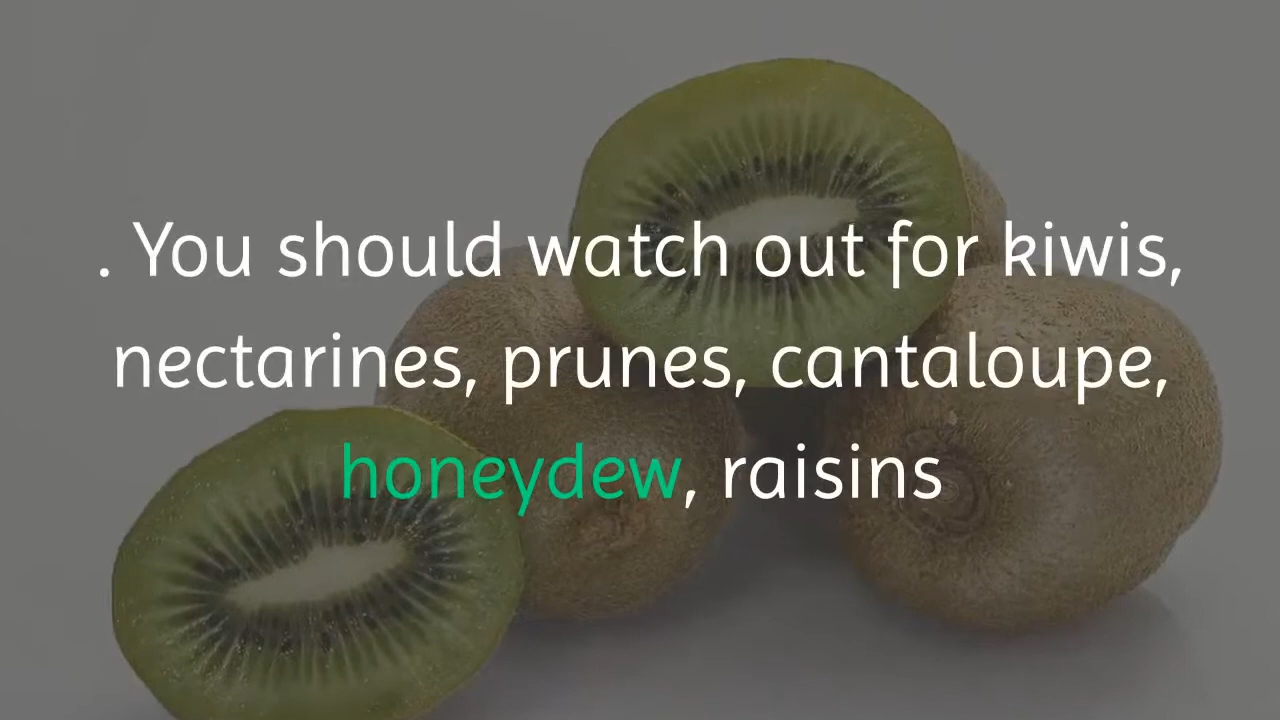 . You should watch out for kiwis,
nectarines, prunes, cantaloupe,
honeydew, raisins